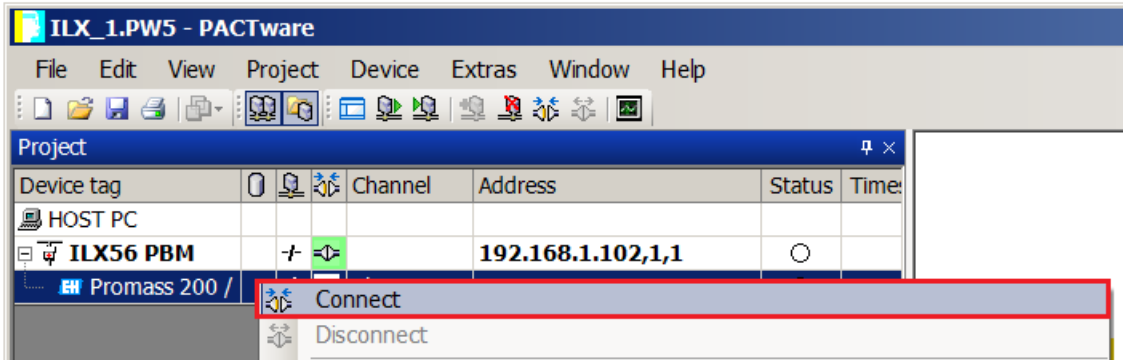 ILX_1.PW5 - PACTware
File Edit View Project Device Extras Window Help
Project
Device tag Channel Address Status
HOST PC
ILX56 PBM 192.168.1.102,1,1
EH Promass 200 /
Connect
Disconnect